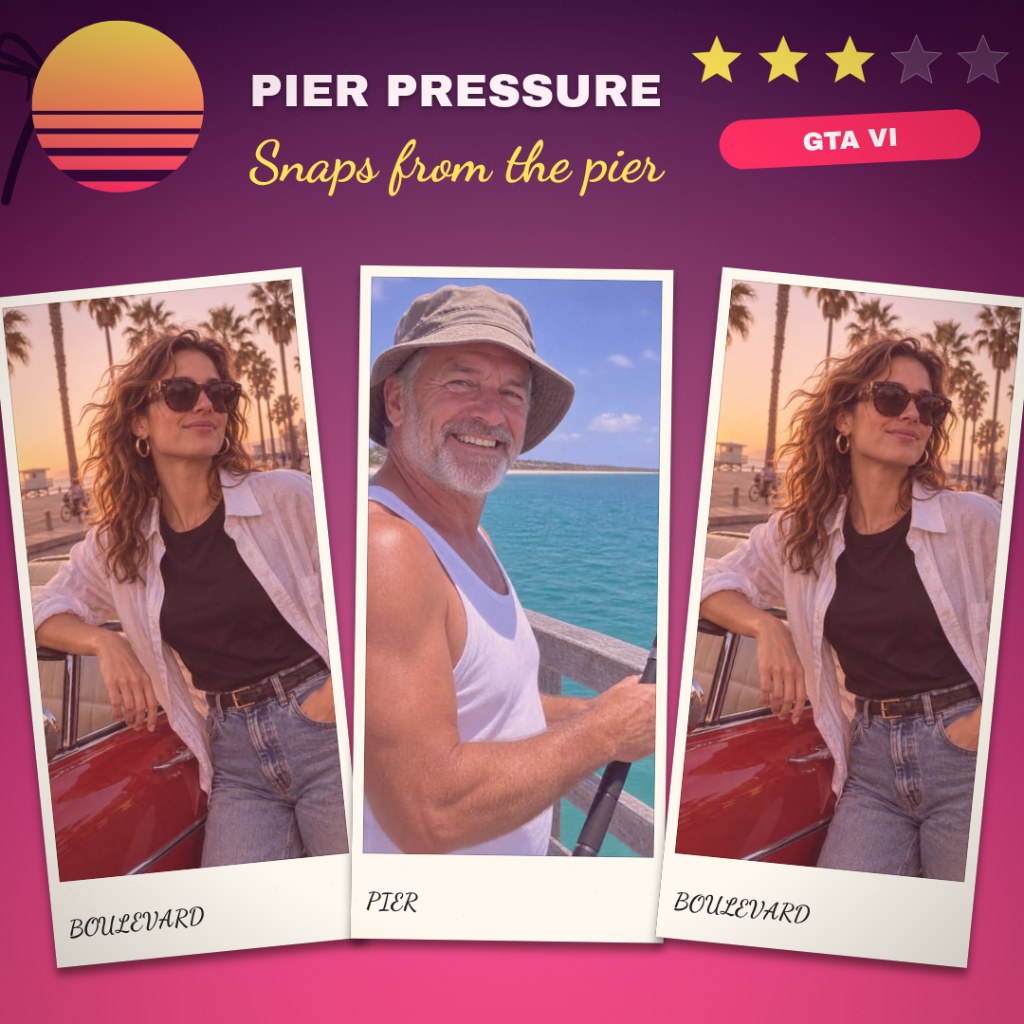 PIER PRESSURE
Snaps from the pier
GTA VI
BOULEVARD
PIER
BOULEVARD